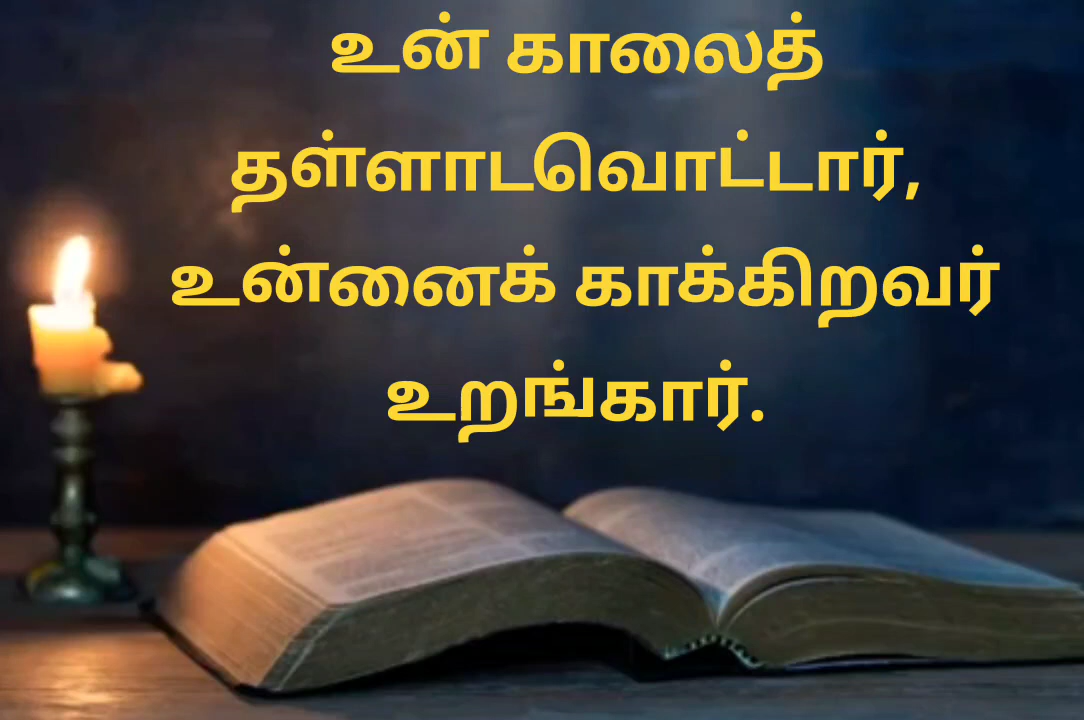 உன் காலைத்
தள்ளாடவொட்டார்,
உன்னைக் காக்கிறவர்
உறங்கார்.